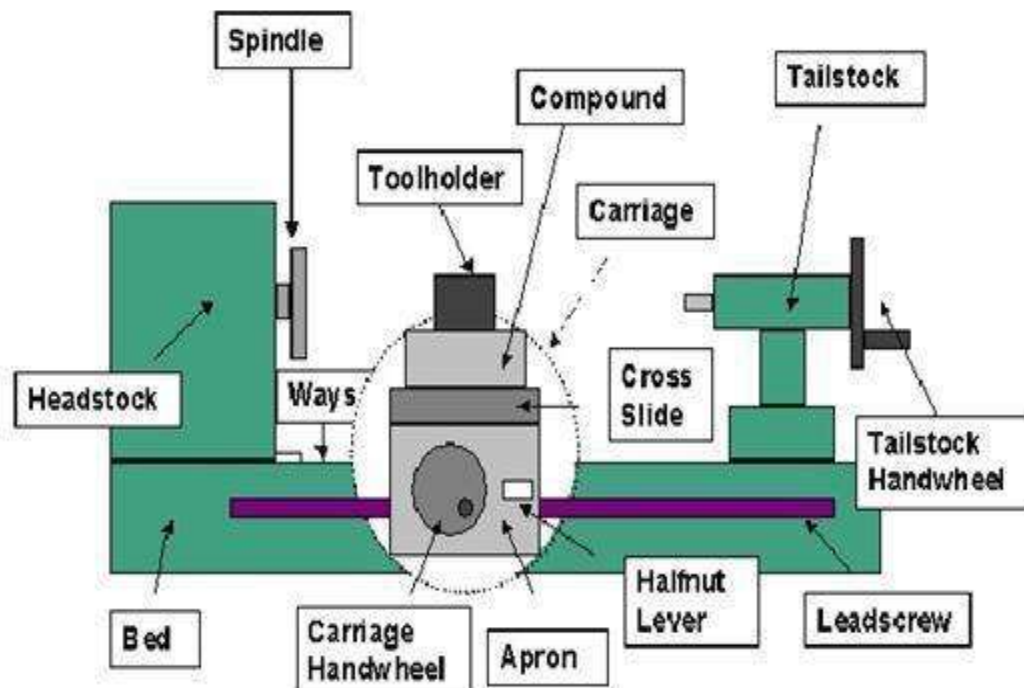 Spindle
Compound
Tailstock
Toolholder
Carriage
Headstock
Ways
Cross
Slide
Tailstock
Handwheel
Bed
Carriage
Handwheel
Apron
Halfnut
Lever
Leadscrew